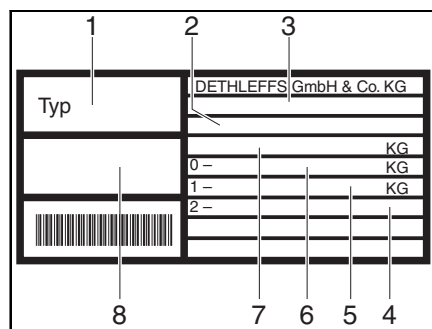 1 2 3
DETHLEFFS GmbH & Co. KG
Typ
KG
0 – KG
1 – KG
2 –
8 7 6 5 4